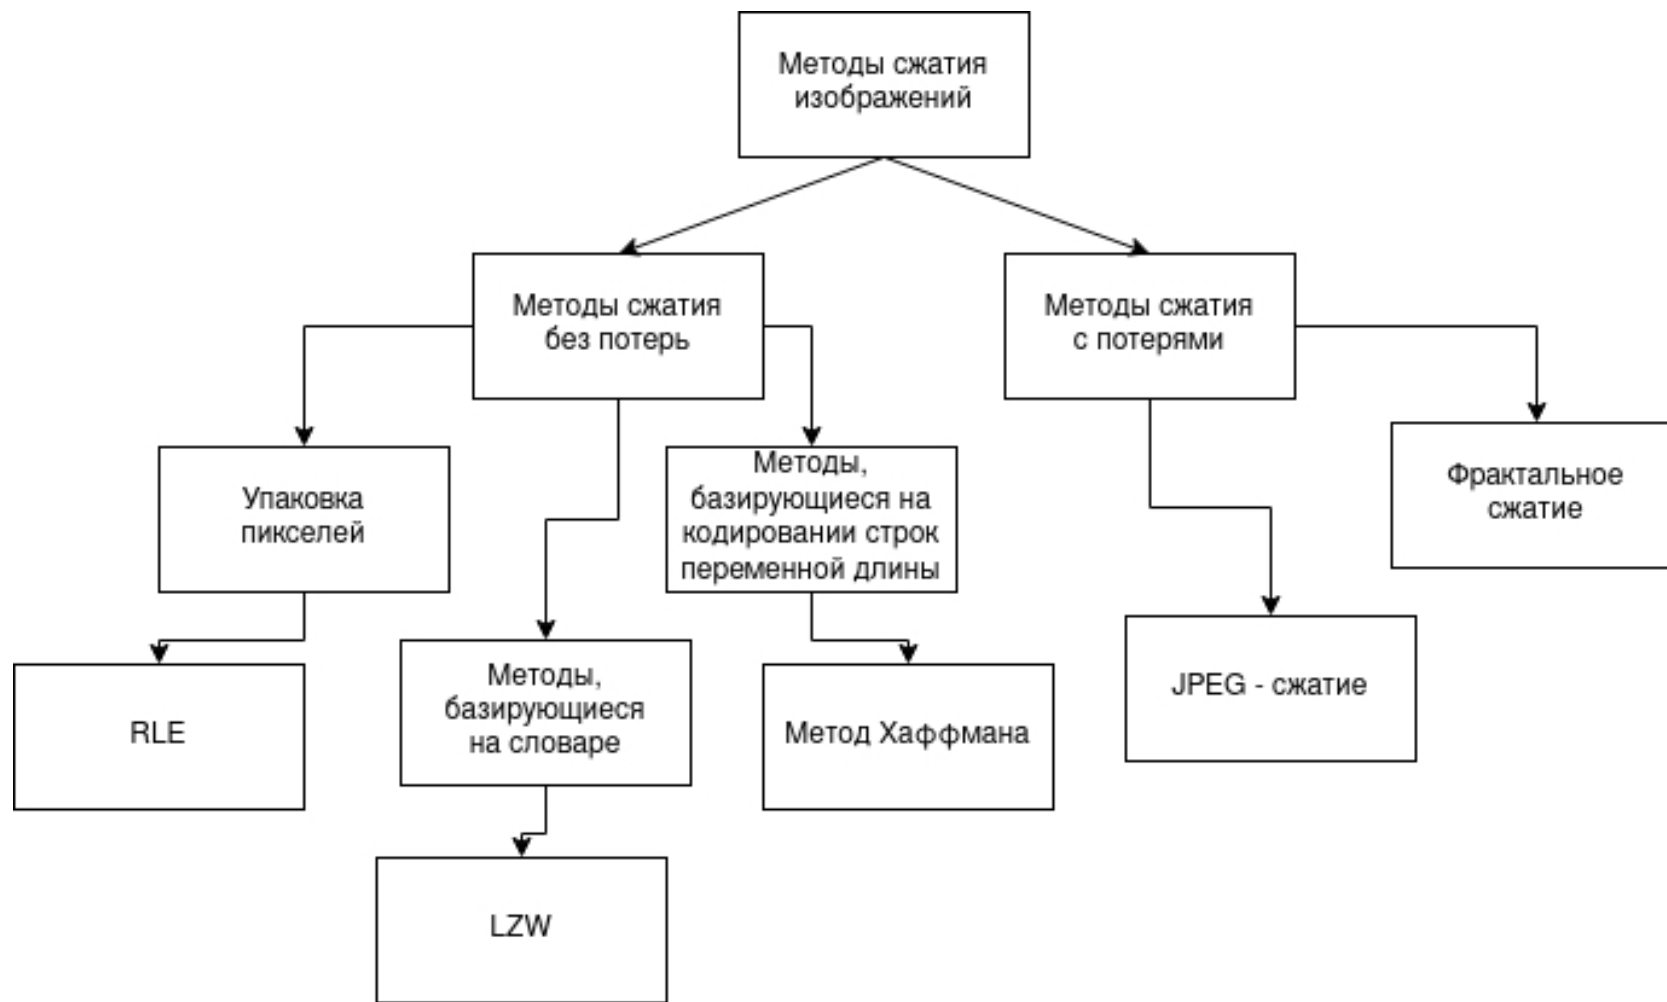 Методы сжатия
изображений
Методы сжатия
без потерь
Методы сжатия
с потерями
Упаковка
пикселей
Методы,
базирующиеся на
кодировании строк
переменной длины
Фрактальное
сжатие
RLE
Методы,
базирующиеся
на словаре
Метод Хаффмана
JPEG - сжатие
LZW